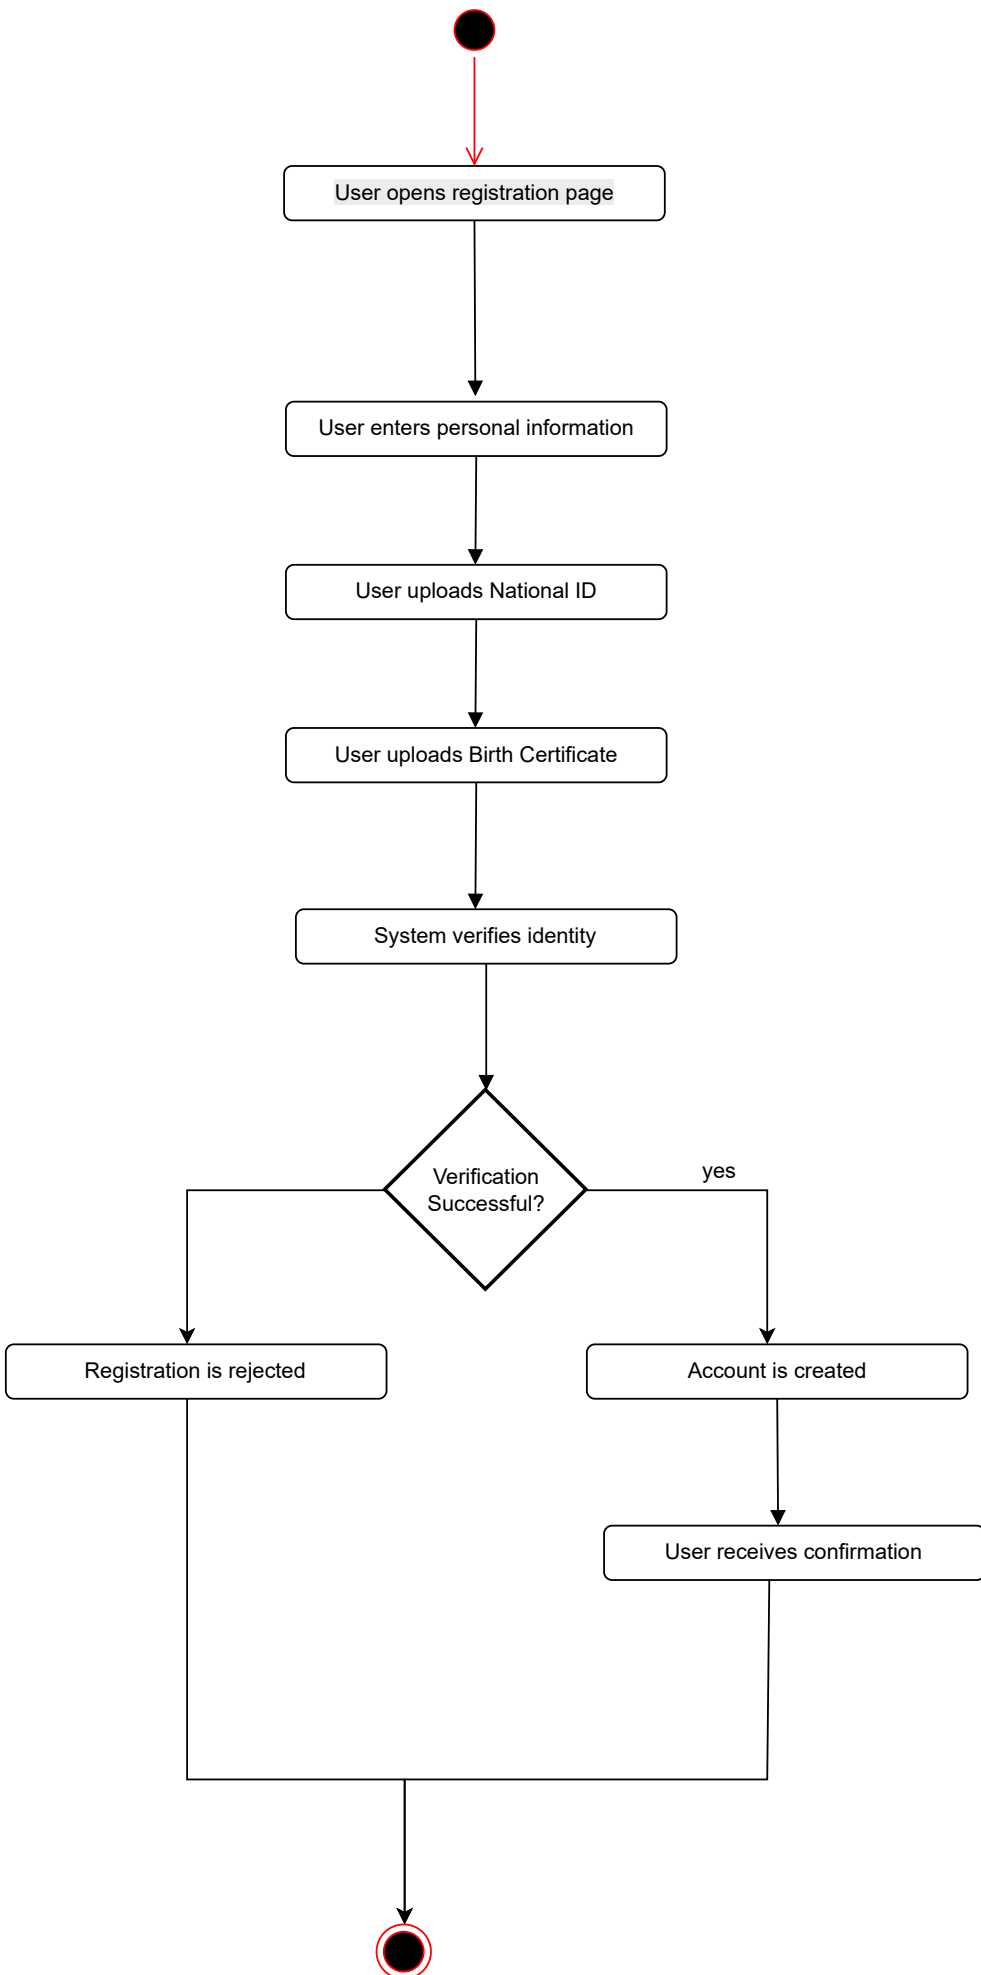 User opens registration page
User enters personal information
User uploads National ID
User uploads Birth Certificate
System verifies identity
Verification
Successful?
yes
Registration is rejected
Account is created
User receives confirmation